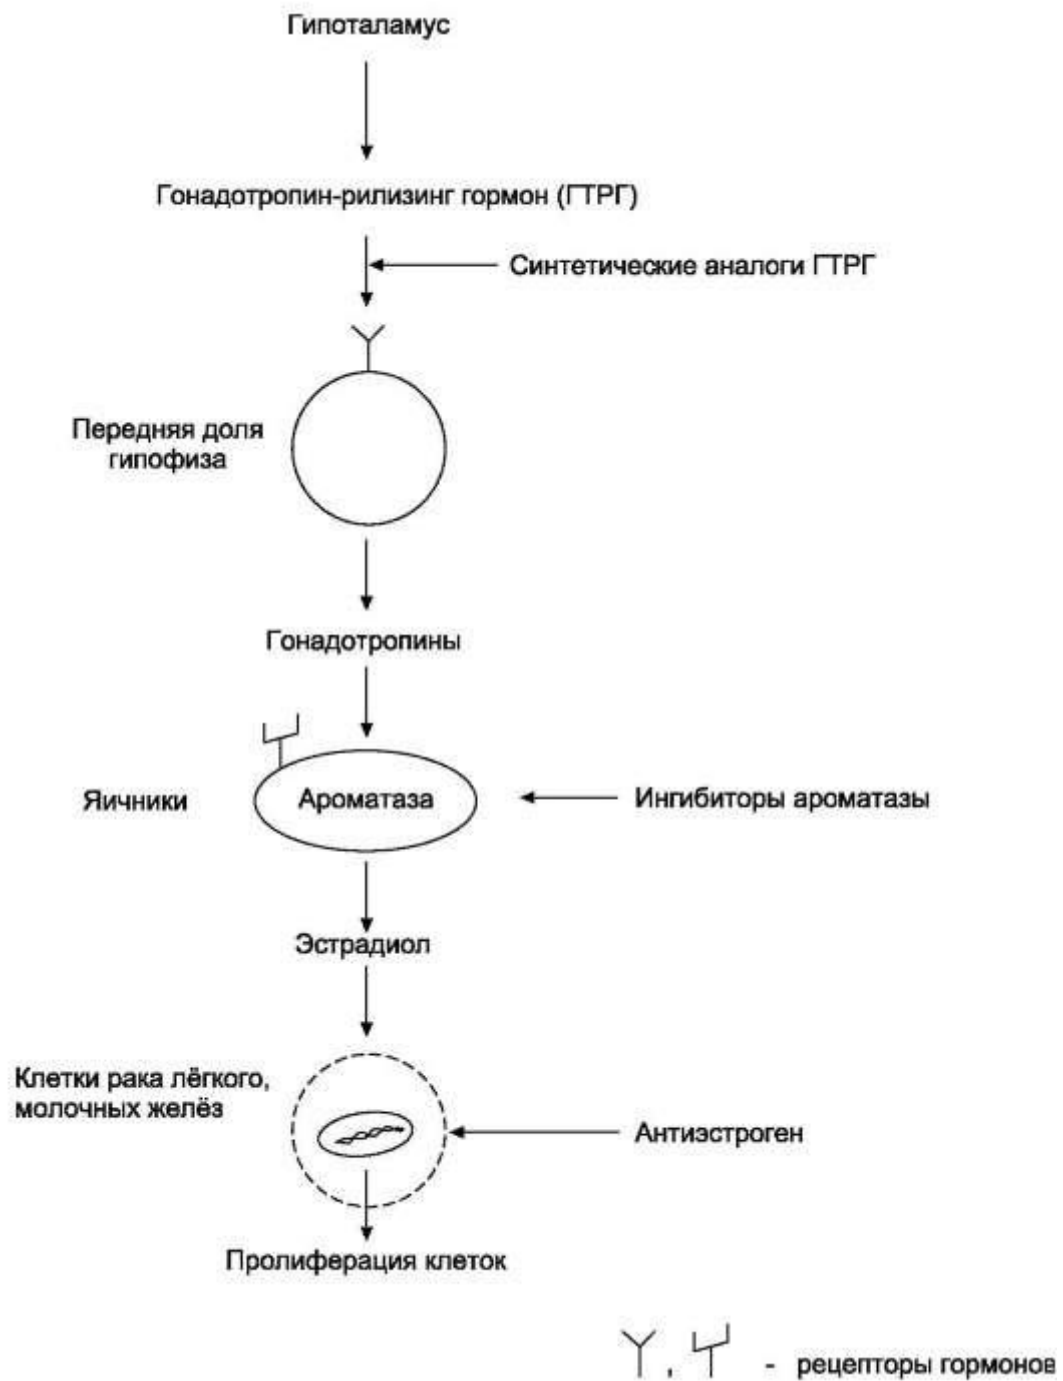 Гипоталамус
Гонадотропин-рилизинг гормон (ГТРГ)
Синтетические аналоги ГТРГ
Передняя доля
гипофиза
Гонадотропины
Яичники
Ароматаза
Ингибиторы ароматазы
Эстрадиол
Клетки рака лёгкого,
молочных желёз
Антиэстроген
Пролиферация клеток
, - рецепторы гормонов